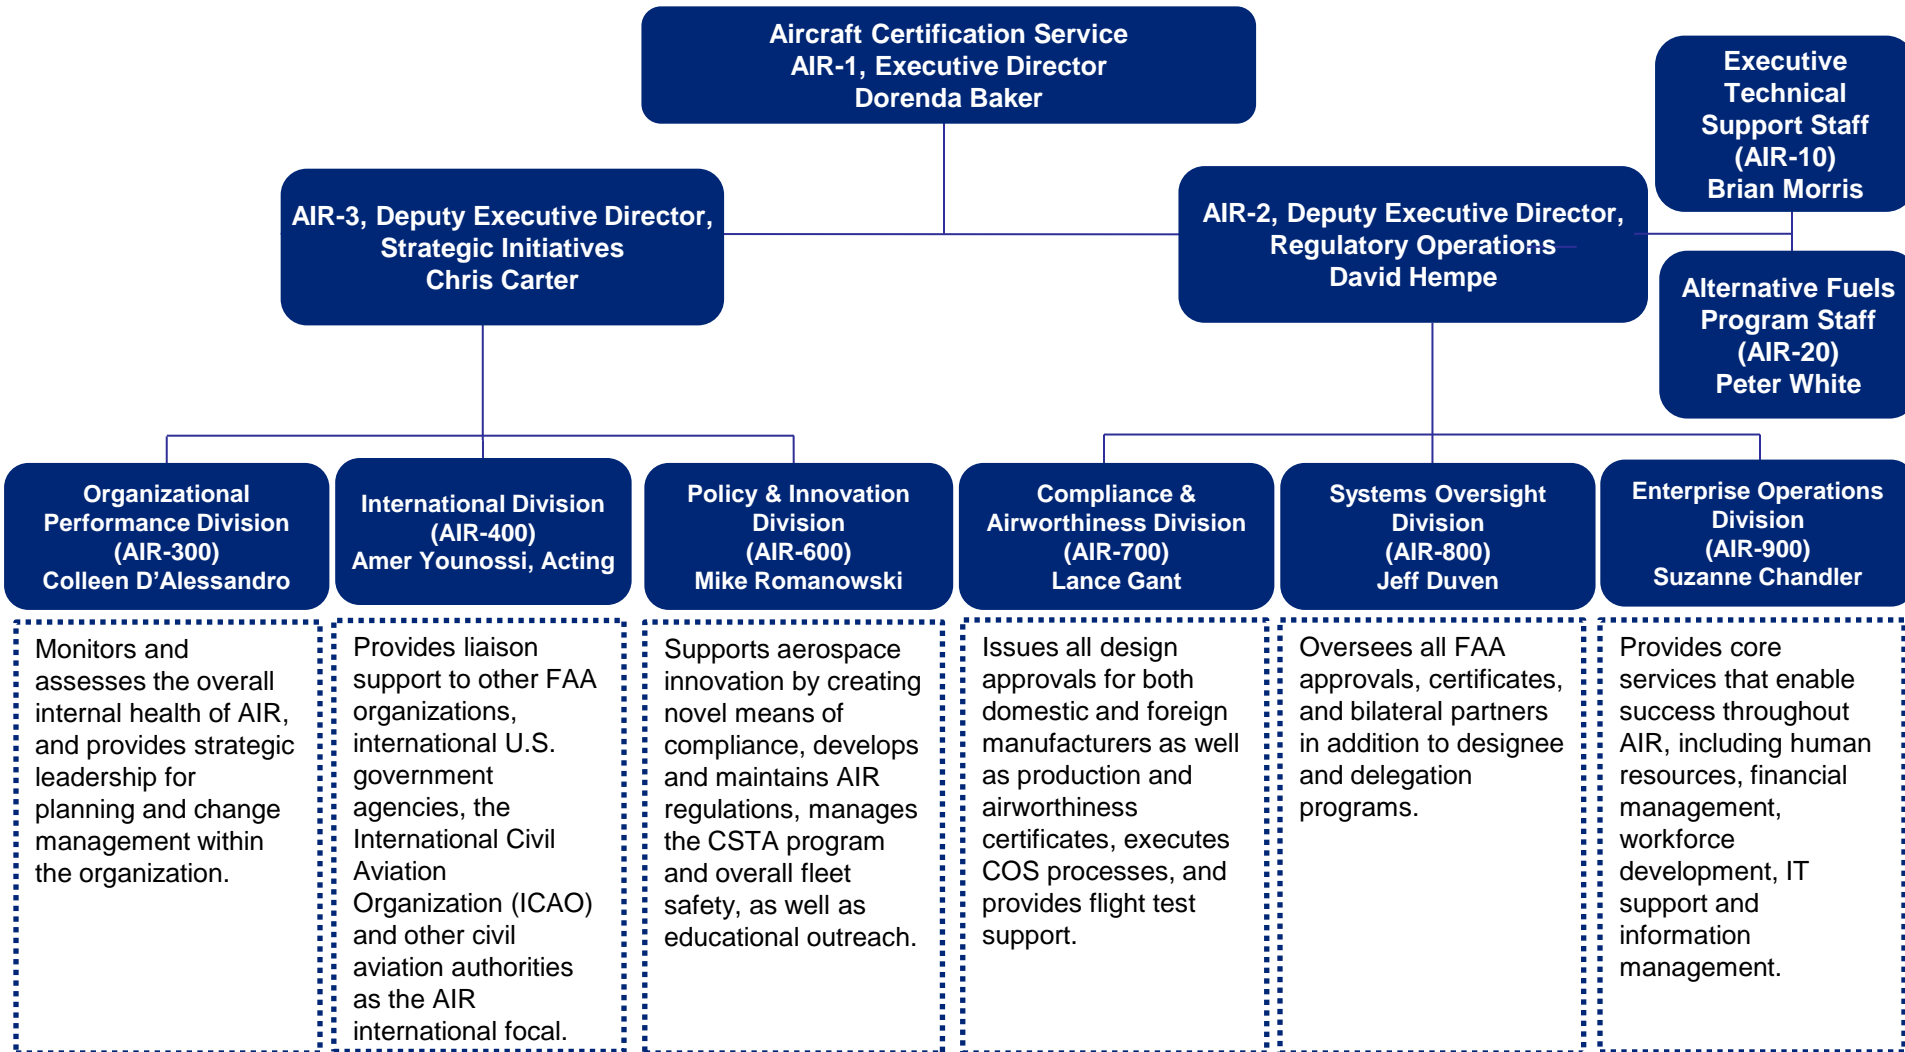 Aircraft Certification Service
AIR-1, Executive Director
Dorenda Baker
Executive
Technical
Support Staff
(AIR-10)
Brian Morris
AIR-3, Deputy Executive Director,
Strategic Initiatives
Chris Carter
AIR-2, Deputy Executive Director,
Regulatory Operations
David Hempe
Alternative Fuels
Program Staff
(AIR-20)
Peter White
Organizational
Performance Division
(AIR-300)
Colleen D’Alessandro
International Division
(AIR-400)
Amer Younossi, Acting
Policy & Innovation
Division
(AIR-600)
Mike Romanowski
Compliance &
Airworthiness Division
(AIR-700)
Lance Gant
Systems Oversight
Division
(AIR-800)
Jeff Duven
Enterprise Operations
Division
(AIR-900)
Suzanne Chandler
Monitors and
assesses the overall
internal health of AIR,
and provides strategic
leadership for
planning and change
management within
the organization.
Provides liaison
support to other FAA
organizations,
international U.S.
government
agencies, the
International Civil
Aviation
Organization (ICAO)
and other civil
aviation authorities
as the AIR
international focal.
Supports aerospace
innovation by creating
novel means of
compliance, develops
and maintains AIR
regulations, manages
the CSTA program
and overall fleet
safety, as well as
educational outreach.
Issues all design
approvals for both
domestic and foreign
manufacturers as well
as production and
airworthiness
certificates, executes
COS processes, and
provides flight test
support.
Oversees all FAA
approvals, certificates,
and bilateral partners
in addition to designee
and delegation
programs.
Provides core
services that enable
success throughout
AIR, including human
resources, financial
management,
workforce
development, IT
support and
information
management.